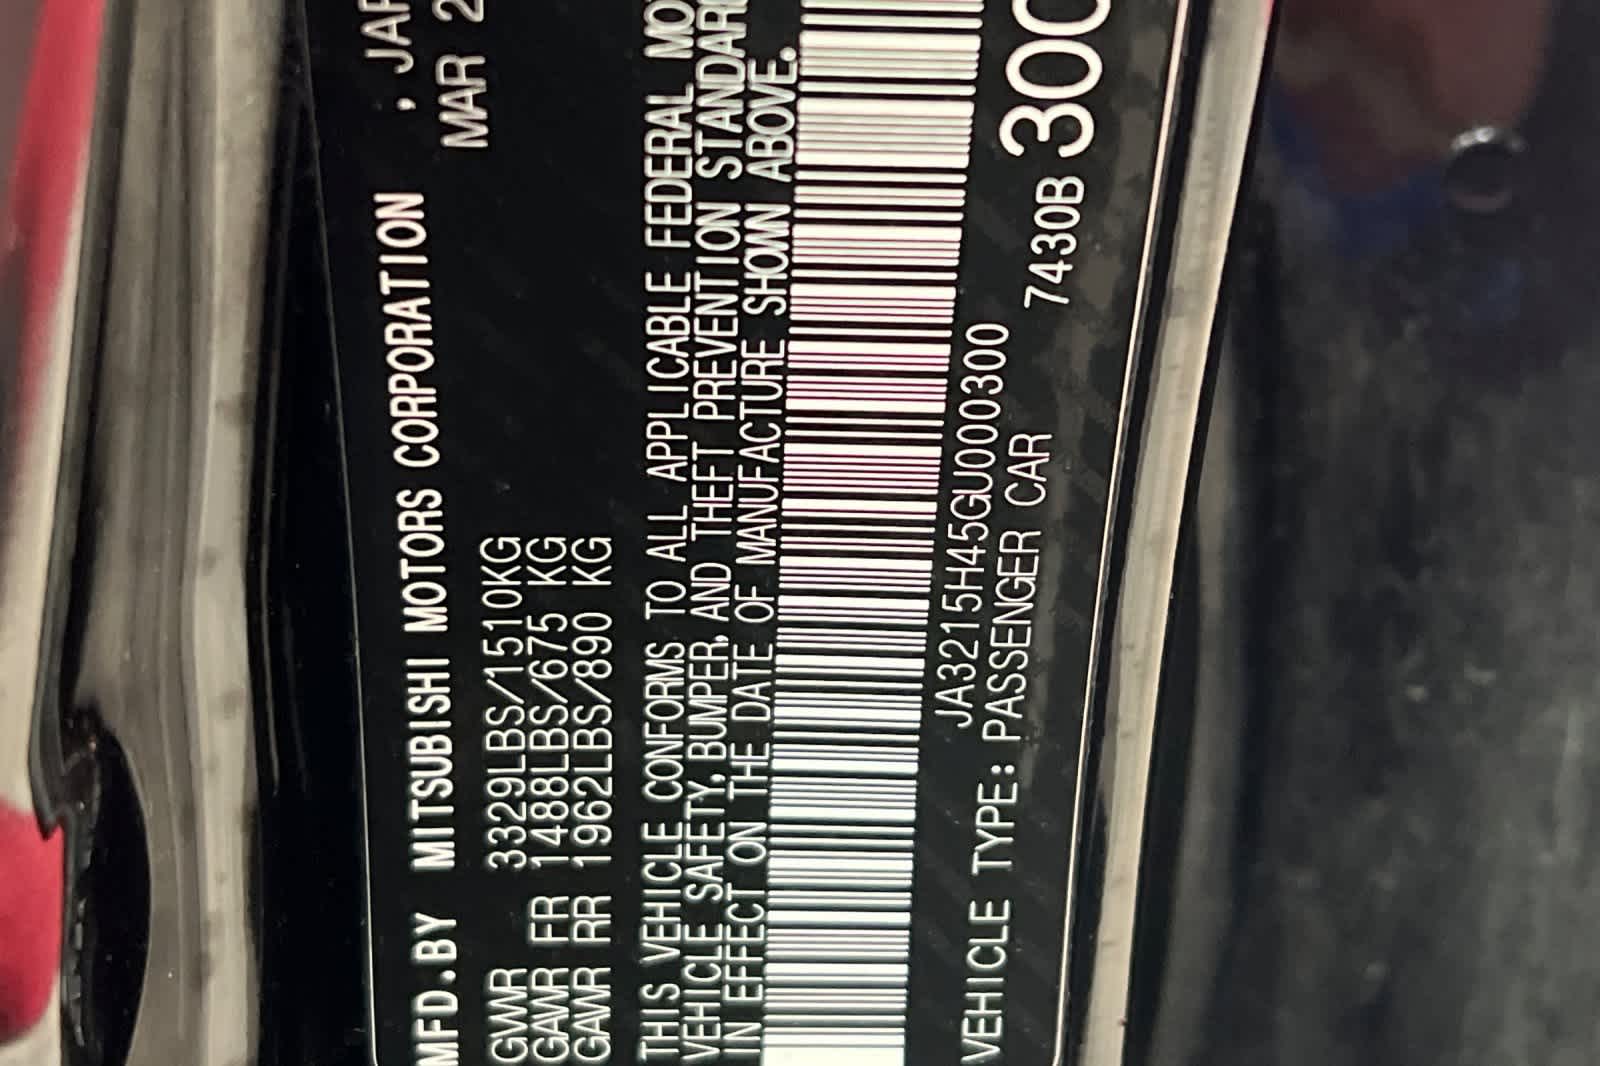 MFD.BY MITSUBISHI MOTORS CORPORATION , JAP
MAR 2
GVWR 3329LBS/1510KG
GAWR FR 1488LBS/675 KG
GAWR RR 1962LBS/890 KG
THIS VEHICLE CONFORMS TO ALL APPLICABLE FEDERAL MO
VEHICLE SAFETY,BUMPER,AND THEFT PREVENTION STANDARD
IN EFFECT ON THE DATE OF MANUFACTURE SHOWN ABOVE.
JA3215H45GU000300
VEHICLE TYPE: PASSENGER CAR 7430B 300